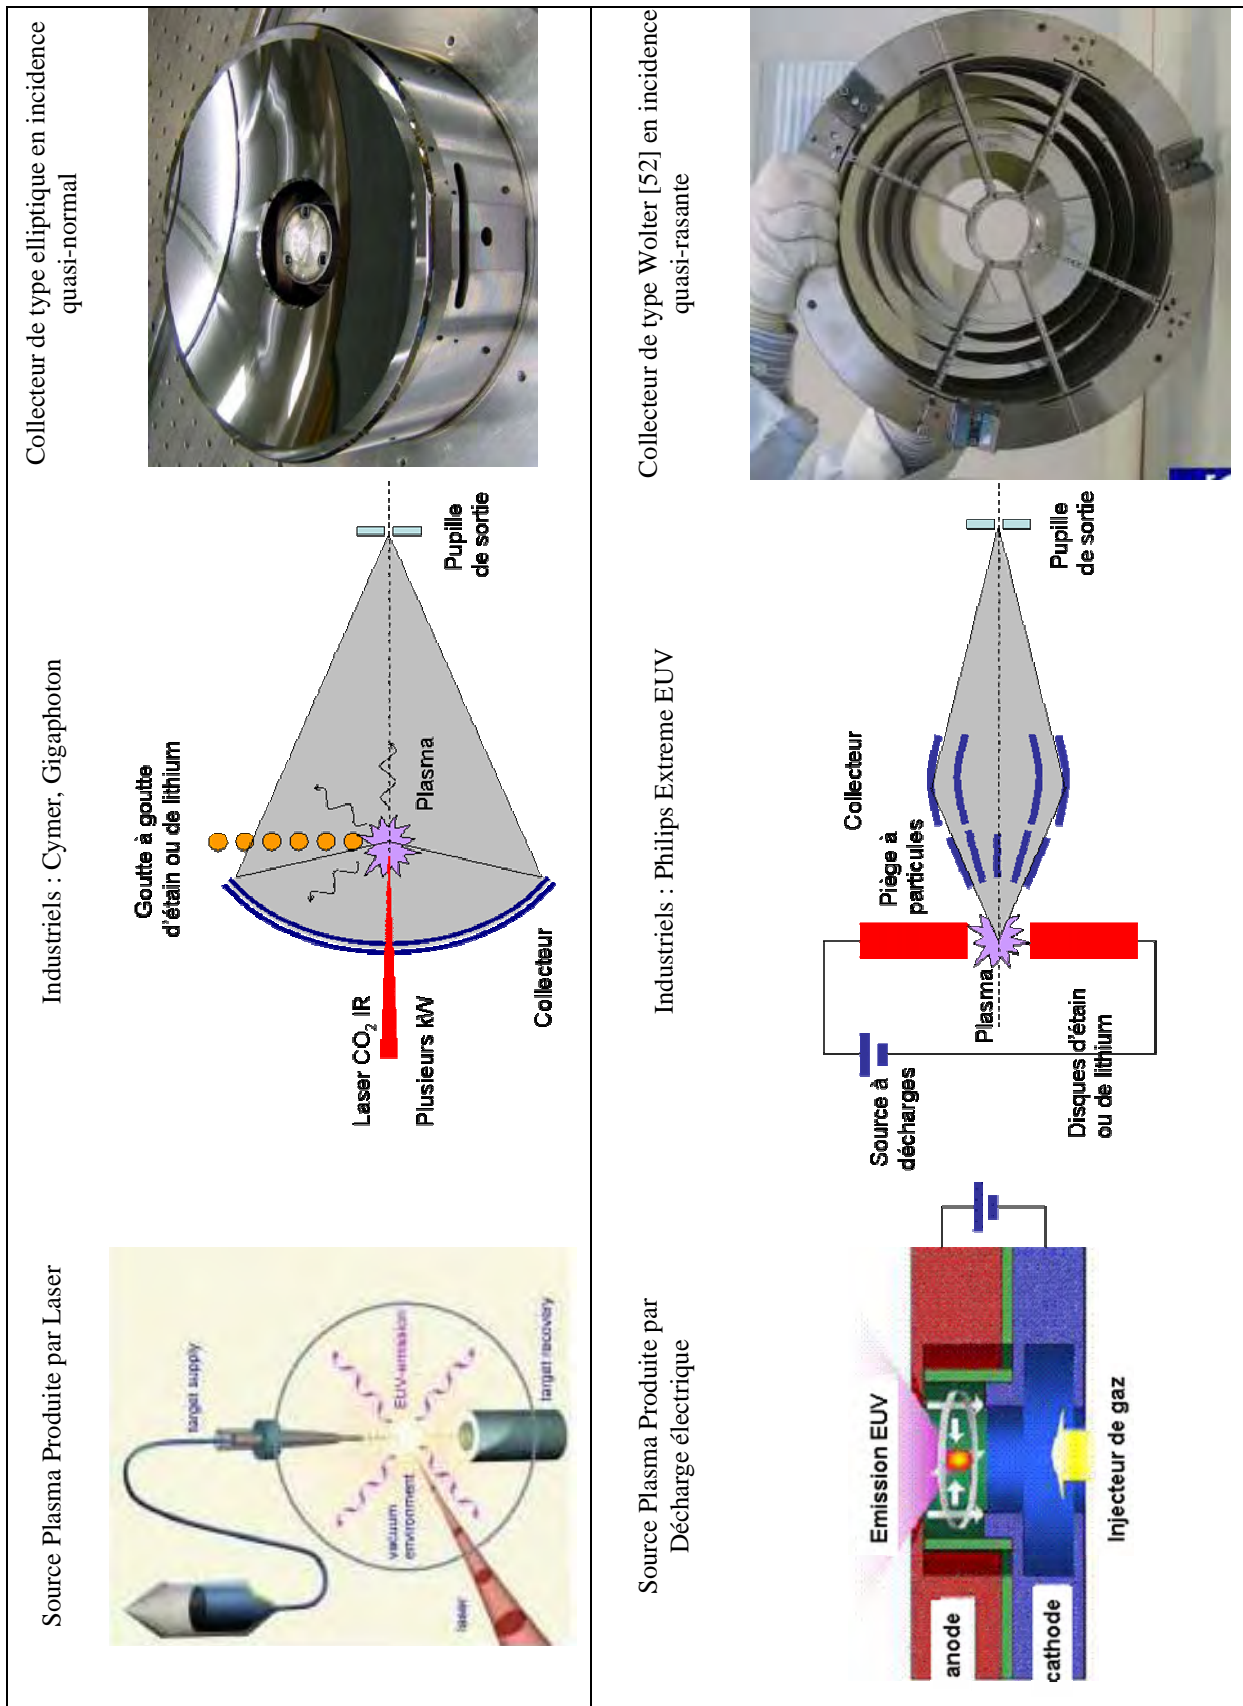 Source Plasma Produite par Laser
target supply
EUV-emission
vacuum
environment
laser
target recovery
Industriels : Cymer, Gigaphoton
Goutte à goutte
d'étain ou de lithium
Laser CO₂ IR
Plusieurs kW
Plasma
Collecteur
Pupille
de sortie
Collecteur de type elliptique en incidence
quasi-normal
Source Plasma Produite par
Décharge électrique
Emission EUV
anode
cathode
Injecteur de gaz
Industriels : Philips Extreme EUV
Source à
décharges
Plasma
Disques d'étain
ou de lithium
Piège à
particules
Collecteur
Pupille
de sortie
Collecteur de type Wolter [52] en incidence
quasi-rasante